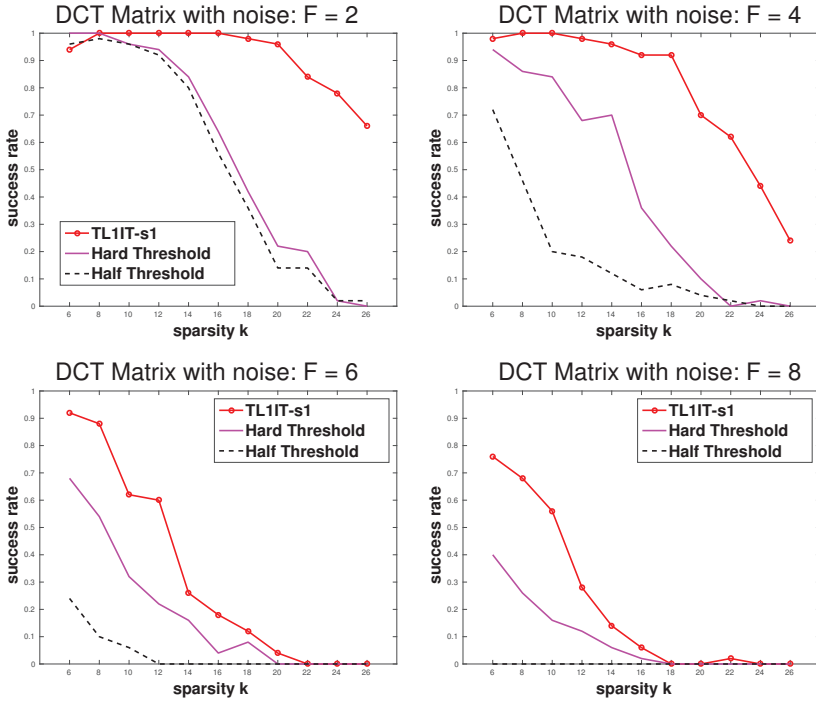 DCT Matrix with noise: F = 2
success rate
1
0.9
0.8
0.7
0.6
0.5
0.4
0.3
0.2
0.1
0
TL1IT-s1
Hard Threshold
Half Threshold
6 8 10 12 14 16 18 20 22 24 26
sparsity k
DCT Matrix with noise: F = 4
success rate
1
0.9
0.8
0.7
0.6
0.5
0.4
0.3
0.2
0.1
0
6 8 10 12 14 16 18 20 22 24 26
sparsity k
DCT Matrix with noise: F = 6
success rate
1
0.9
0.8
0.7
0.6
0.5
0.4
0.3
0.2
0.1
0
TL1IT-s1
Hard Threshold
Half Threshold
6 8 10 12 14 16 18 20 22 24 26
sparsity k
DCT Matrix with noise: F = 8
success rate
1
0.9
0.8
0.7
0.6
0.5
0.4
0.3
0.2
0.1
0
TL1IT-s1
Hard Threshold
Half Threshold
6 8 10 12 14 16 18 20 22 24 26
sparsity k